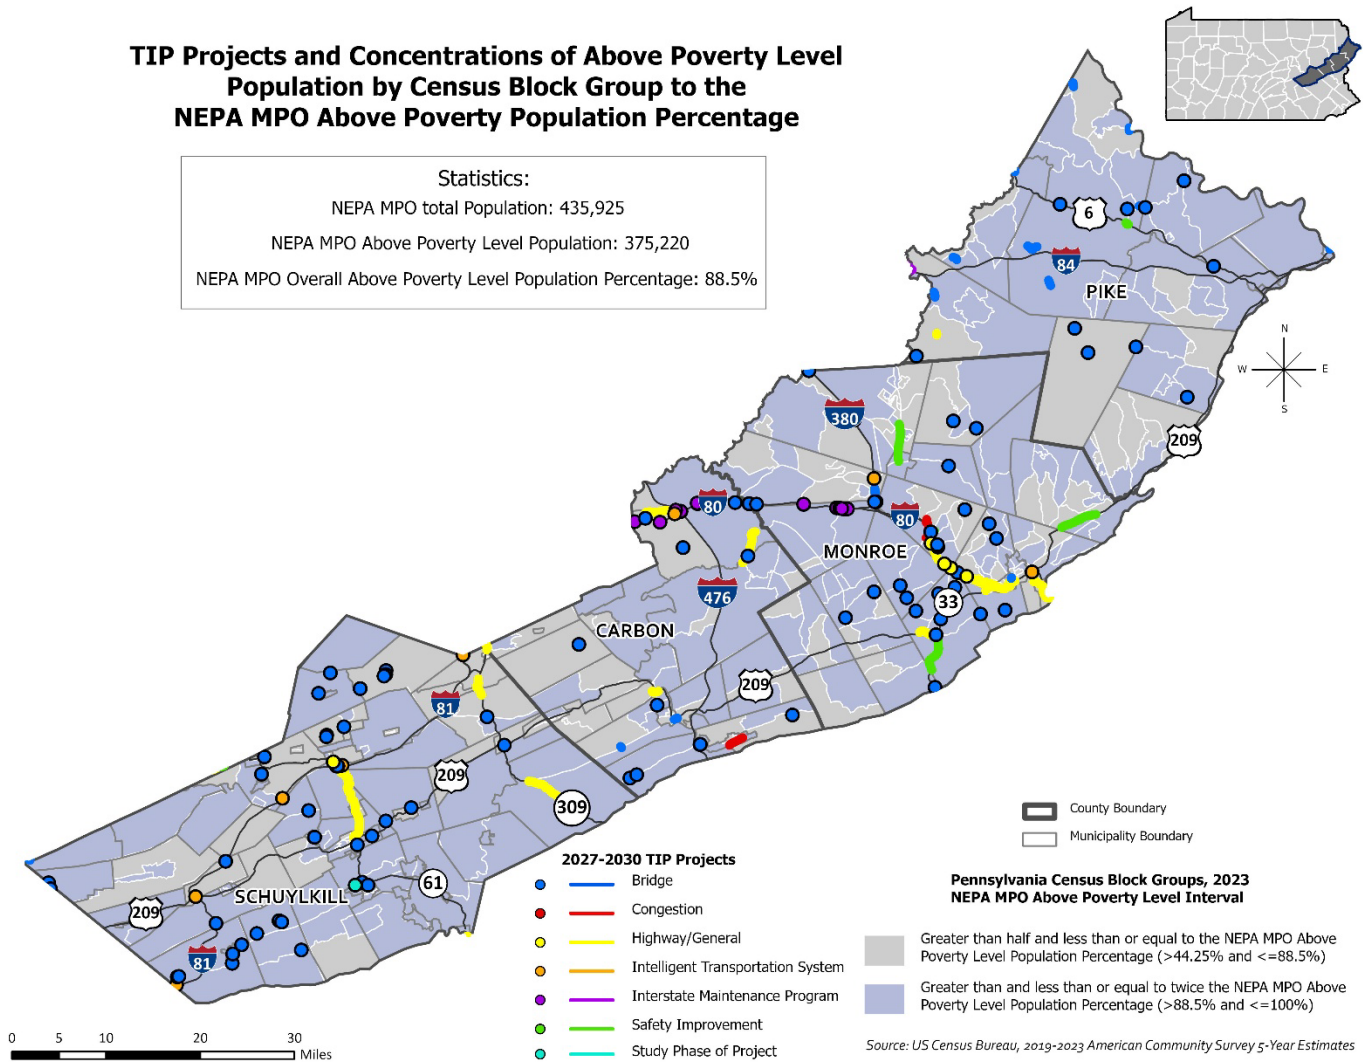 TIP Projects and Concentrations of Above Poverty Level
Population by Census Block Group to the
NEPA MPO Above Poverty Population Percentage
Statistics:
NEPA MPO total Population: 435,925
NEPA MPO Above Poverty Level Population: 375,220
NEPA MPO Overall Above Poverty Level Population Percentage: 88.5%
6
84
PIKE
N
W E
S
380
209
80
80
MONROE
476
33
CARBON
209
81
209
309
SCHUYLKILL
61
209
81
County Boundary
Municipality Boundary
2027-2030 TIP Projects
Bridge
Congestion
Highway/General
Intelligent Transportation System
Interstate Maintenance Program
Safety Improvement
Study Phase of Project
Pennsylvania Census Block Groups, 2023
NEPA MPO Above Poverty Level Interval
Greater than half and less than or equal to the NEPA MPO Above
Poverty Level Population Percentage (>44.25% and <=88.5%)
Greater than and less than or equal to twice the NEPA MPO Above
Poverty Level Population Percentage (>88.5% and <=100%)
0 5 10 20 30
Miles
Source: US Census Bureau, 2019-2023 American Community Survey 5-Year Estimates